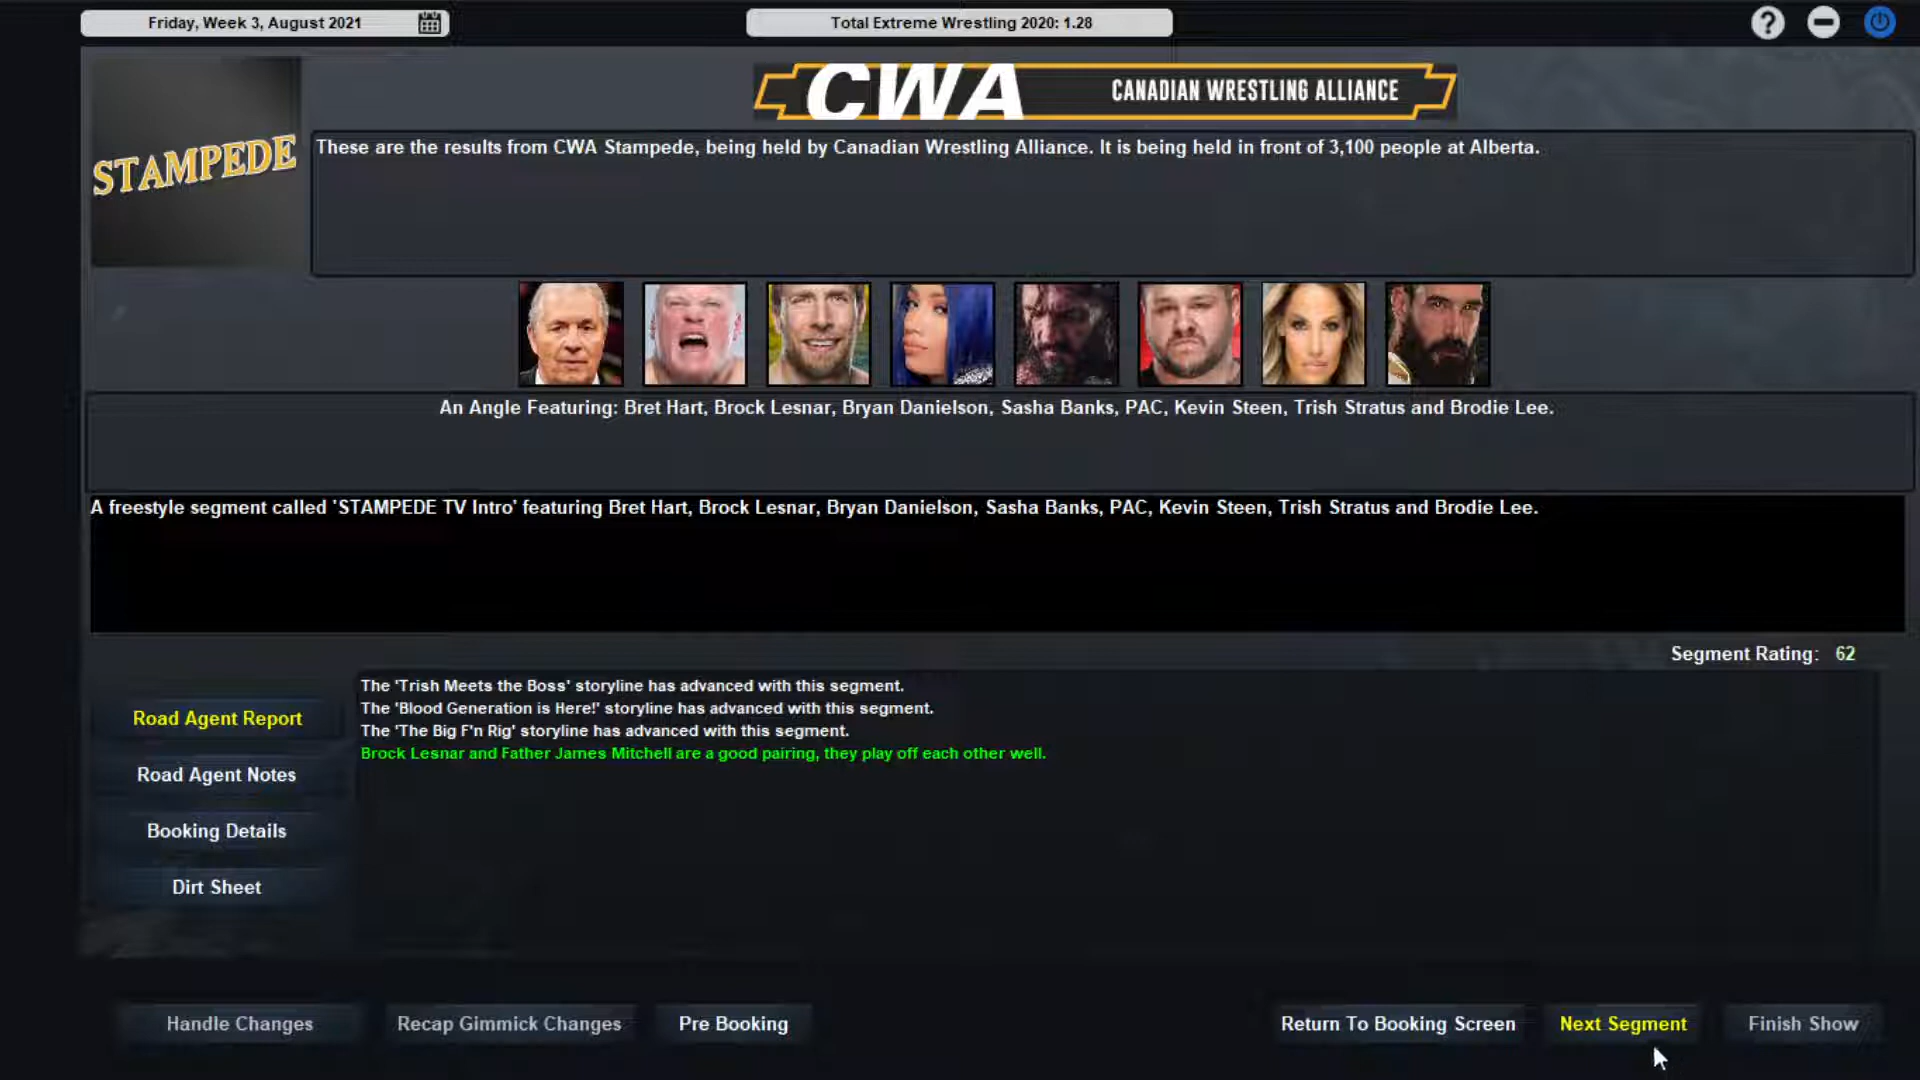 Friday, Week 3, August 2021
Total Extreme Wrestling 2020: 1.28
?
CWA CANADIAN WRESTLING ALLIANCE
STAMPEDE
These are the results from CWA Stampede, being held by Canadian Wrestling Alliance. It is being held in front of 3,100 people at Alberta.
An Angle Featuring: Bret Hart, Brock Lesnar, Bryan Danielson, Sasha Banks, PAC, Kevin Steen, Trish Stratus and Brodie Lee.
A freestyle segment called 'STAMPEDE TV Intro' featuring Bret Hart, Brock Lesnar, Bryan Danielson, Sasha Banks, PAC, Kevin Steen, Trish Stratus and Brodie Lee.
Segment Rating: 62
The 'Trish Meets the Boss' storyline has advanced with this segment.
The 'Blood Generation is Here!' storyline has advanced with this segment.
The 'The Big F'n Rig' storyline has advanced with this segment.
Brock Lesnar and Father James Mitchell are a good pairing, they play off each other well.
Road Agent Report
Road Agent Notes
Booking Details
Dirt Sheet
Handle Changes
Recap Gimmick Changes
Pre Booking
Return To Booking Screen
Next Segment
Finish Show